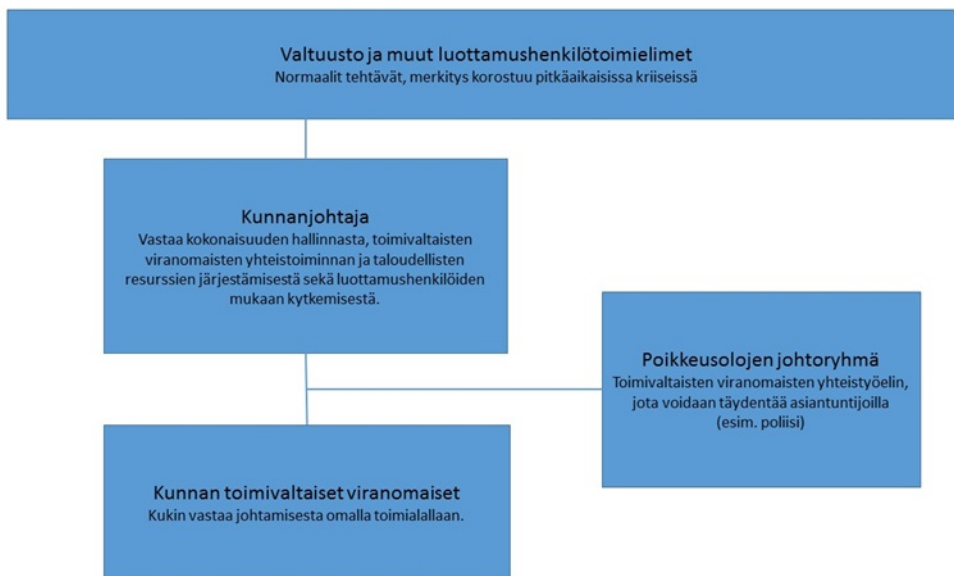 Valtuusto ja muut luottamushenkilötoimielimet
Normaalit tehtävät, merkitys korostuu pitkäaikaisissa kriiseissä
Kunnanjohtaja
Vastaa kokonaisuuden hallinnasta, toimivaltaisten
viranomaisten yhteistoiminnan ja taloudellisten
resurssien järjestämisestä sekä luottamushenkilöiden
mukaan kytkemisestä.
Poikkeusolojen johtoryhmä
Toimivaltaisten viranomaisten yhteistyöelin,
jota voidaan täydentää asiantuntijoilla
(esim. poliisi)
Kunnan toimivaltaiset viranomaiset
Kukin vastaa johtamisesta omalla toimialallaan.